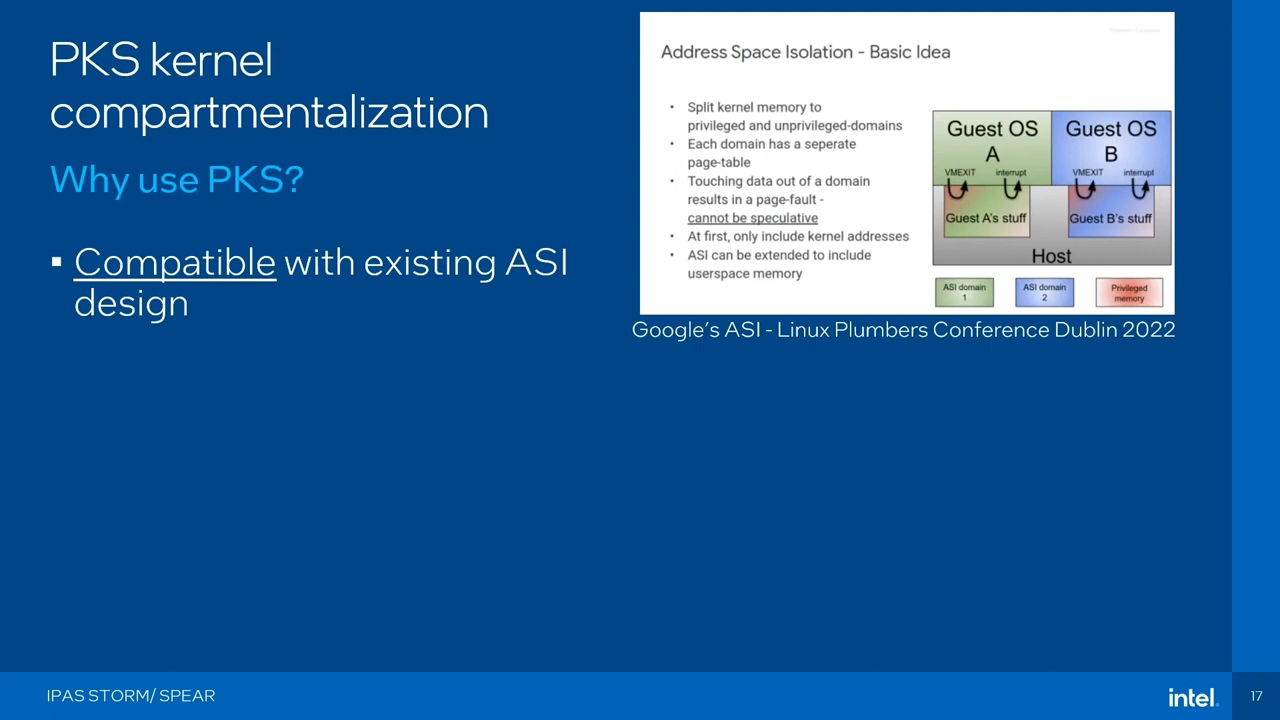 PKS kernel
compartmentalization
Why use PKS?
▪ Compatible with existing ASI
design
Address Space Isolation - Basic Idea
• Split kernel memory to
privileged and unprivileged-domains
• Each domain has a seperate
page-table
• Touching data out of a domain
results in a page-fault -
cannot be speculative
• At first, only include kernel addresses
• ASI can be extended to include
userspace memory
Guest OS
A
Guest OS
B
VMEXIT interrupt
VMEXIT interrupt
Guest A's stuff
Guest B's stuff
Host
ASI domain
1
ASI domain
2
Privileged
memory
Google's ASI - Linux Plumbers Conference Dublin 2022
IPAS STORM/ SPEAR
intel.
17